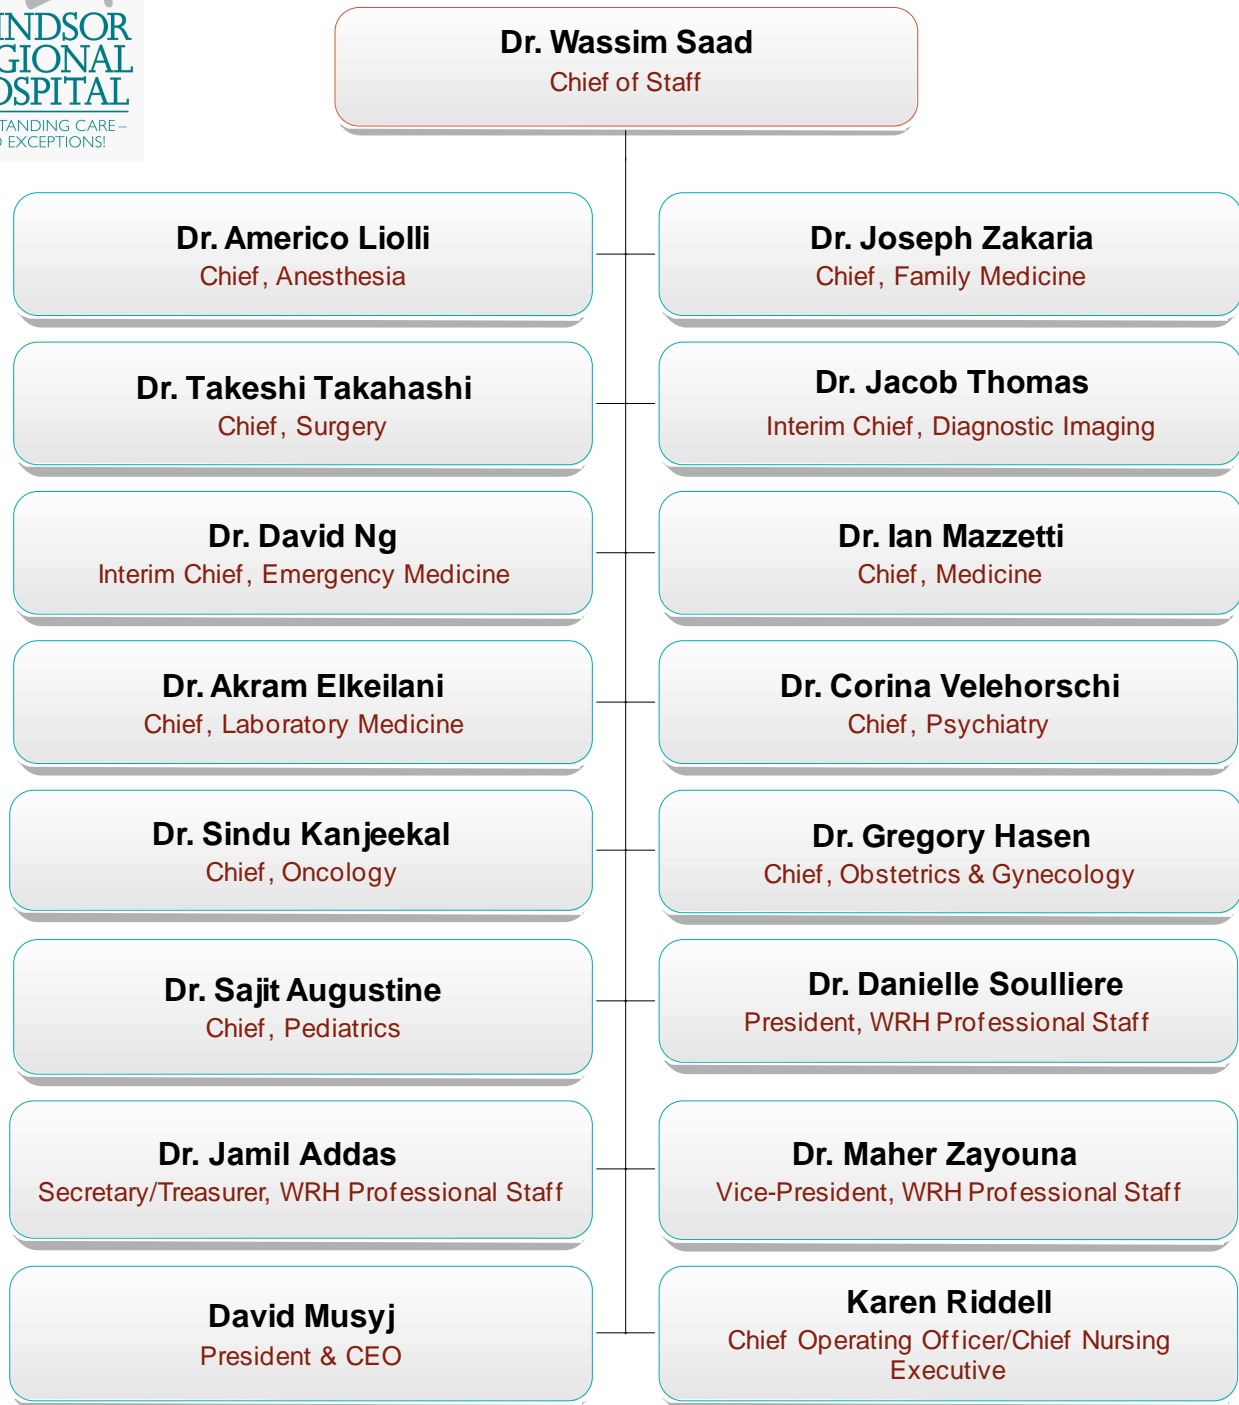 INDSOR
GIONAL
OSPITAL
TANDING CARE –
EXCEPTIONS!
Dr. Wassim Saad
Chief of Staff
Dr. Americo Liolli
Chief, Anesthesia
Dr. Joseph Zakaria
Chief, Family Medicine
Dr. Takeshi Takahashi
Chief, Surgery
Dr. Jacob Thomas
Interim Chief, Diagnostic Imaging
Dr. David Ng
Interim Chief, Emergency Medicine
Dr. Ian Mazzetti
Chief, Medicine
Dr. Akram Elkeilani
Chief, Laboratory Medicine
Dr. Corina Velehorschi
Chief, Psychiatry
Dr. Sindu Kanjeekal
Chief, Oncology
Dr. Gregory Hasen
Chief, Obstetrics & Gynecology
Dr. Sajit Augustine
Chief, Pediatrics
Dr. Danielle Soulliere
President, WRH Professional Staff
Dr. Jamil Addas
Secretary/Treasurer, WRH Professional Staff
Dr. Maher Zayouna
Vice-President, WRH Professional Staff
David Musyj
President & CEO
Karen Riddell
Chief Operating Officer/Chief Nursing
Executive